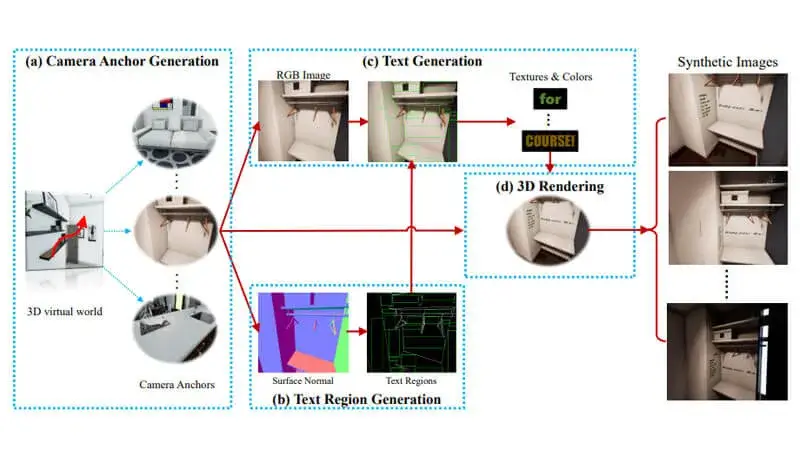 (a) Camera Anchor Generation
3D virtual world
Camera Anchors
(c) Text Generation
RGB Image
Textures & Colors
for
COURSE!
(d) 3D Rendering
Surface Normal
Text Regions
(b) Text Region Generation
Synthetic Images